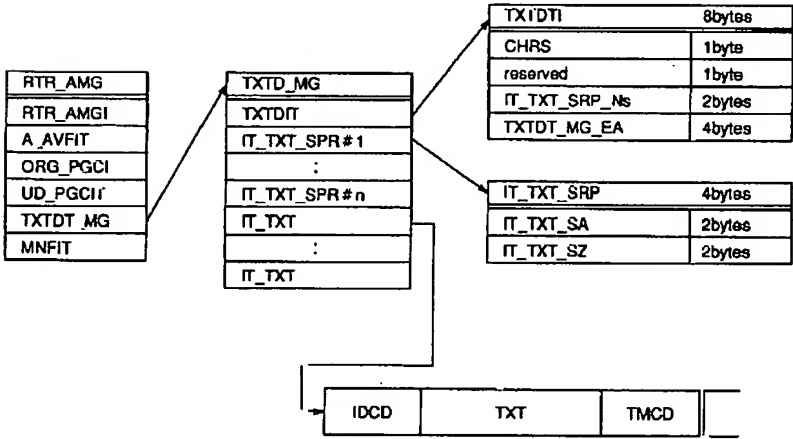 RTR_AMG
RTR_AMGI
A_AVFIT
ORG_PGCI
UD_PGCIT
TXTDT_MG
MNFIT
TXTD_MG
TXTDIT
IT_TXT_SPR#1
:
IT_TXT_SPR#n
IT_TXT
:
IT_TXT
TXTDTI 8bytes
CHRS 1byte
reserved 1byte
IT_TXT_SRP_Ns 2bytes
TXTDT_MG_EA 4bytes
IT_TXT_SRP 4bytes
IT_TXT_SA 2bytes
IT_TXT_SZ 2bytes
IDCD TXT TMCD